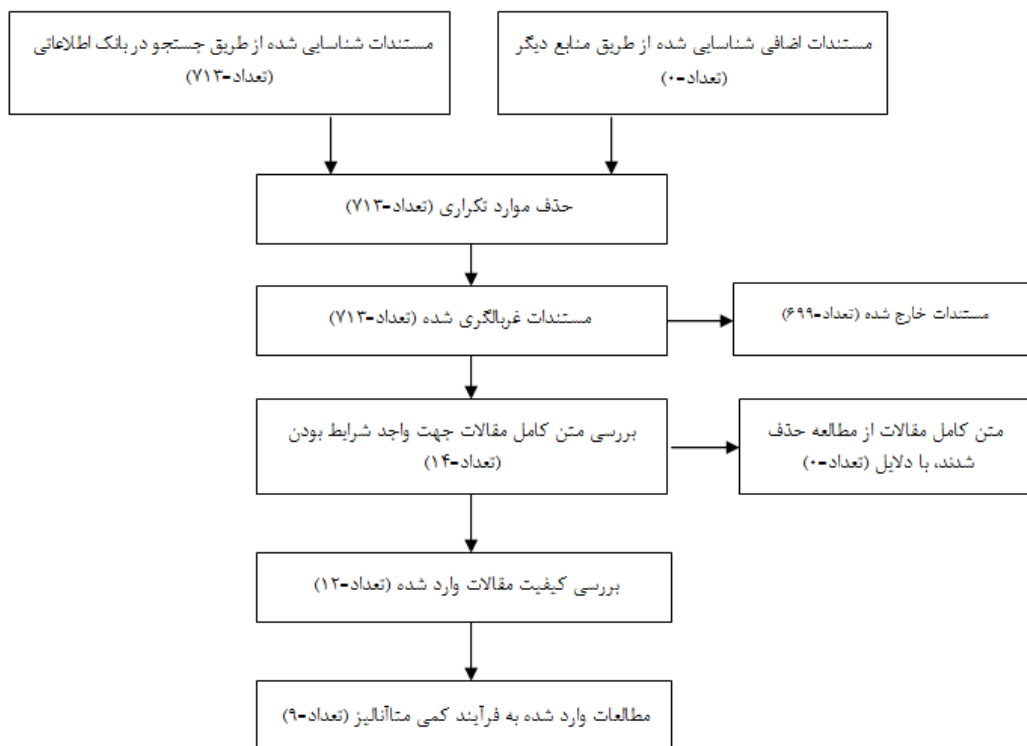 مستندات شناسایی شده از طریق جستجو در بانک اطلاعاتی
(تعداد=۷۱۳)
مستندات اضافی شناسایی شده از طریق منابع دیگر
(تعداد=۰)
حذف موارد تکراری (تعداد=۷۱۳)
مستندات غربالگری شده (تعداد=۷۱۳)
مستندات خارج شده (تعداد=۶۹۹)
بررسی متن کامل مقالات جهت واجد شرایط بودن
(تعداد=۱۴)
متن کامل مقالات از مطالعه حذف
شدند، با دلایل (تعداد=۰)
بررسی کیفیت مقالات وارد شده (تعداد=۱۲)
مطالعات وارد شده به فرآیند کمی متاآنالیز (تعداد=۹)